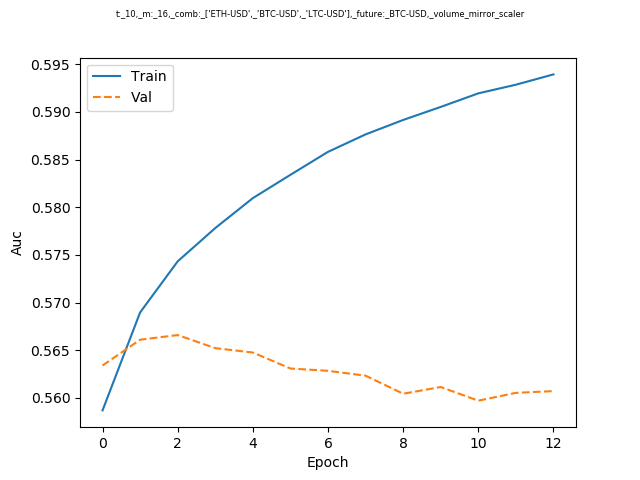 t:_10,_m:_16,_comb:_['ETH-USD',_'BTC-USD',_'LTC-USD'],_future:_BTC-USD,_volume_mirror_scaler
Train
Val
0.595
0.590
0.585
0.580
0.575
0.570
0.565
0.560
Auc
0 2 4 6 8 10 12
Epoch